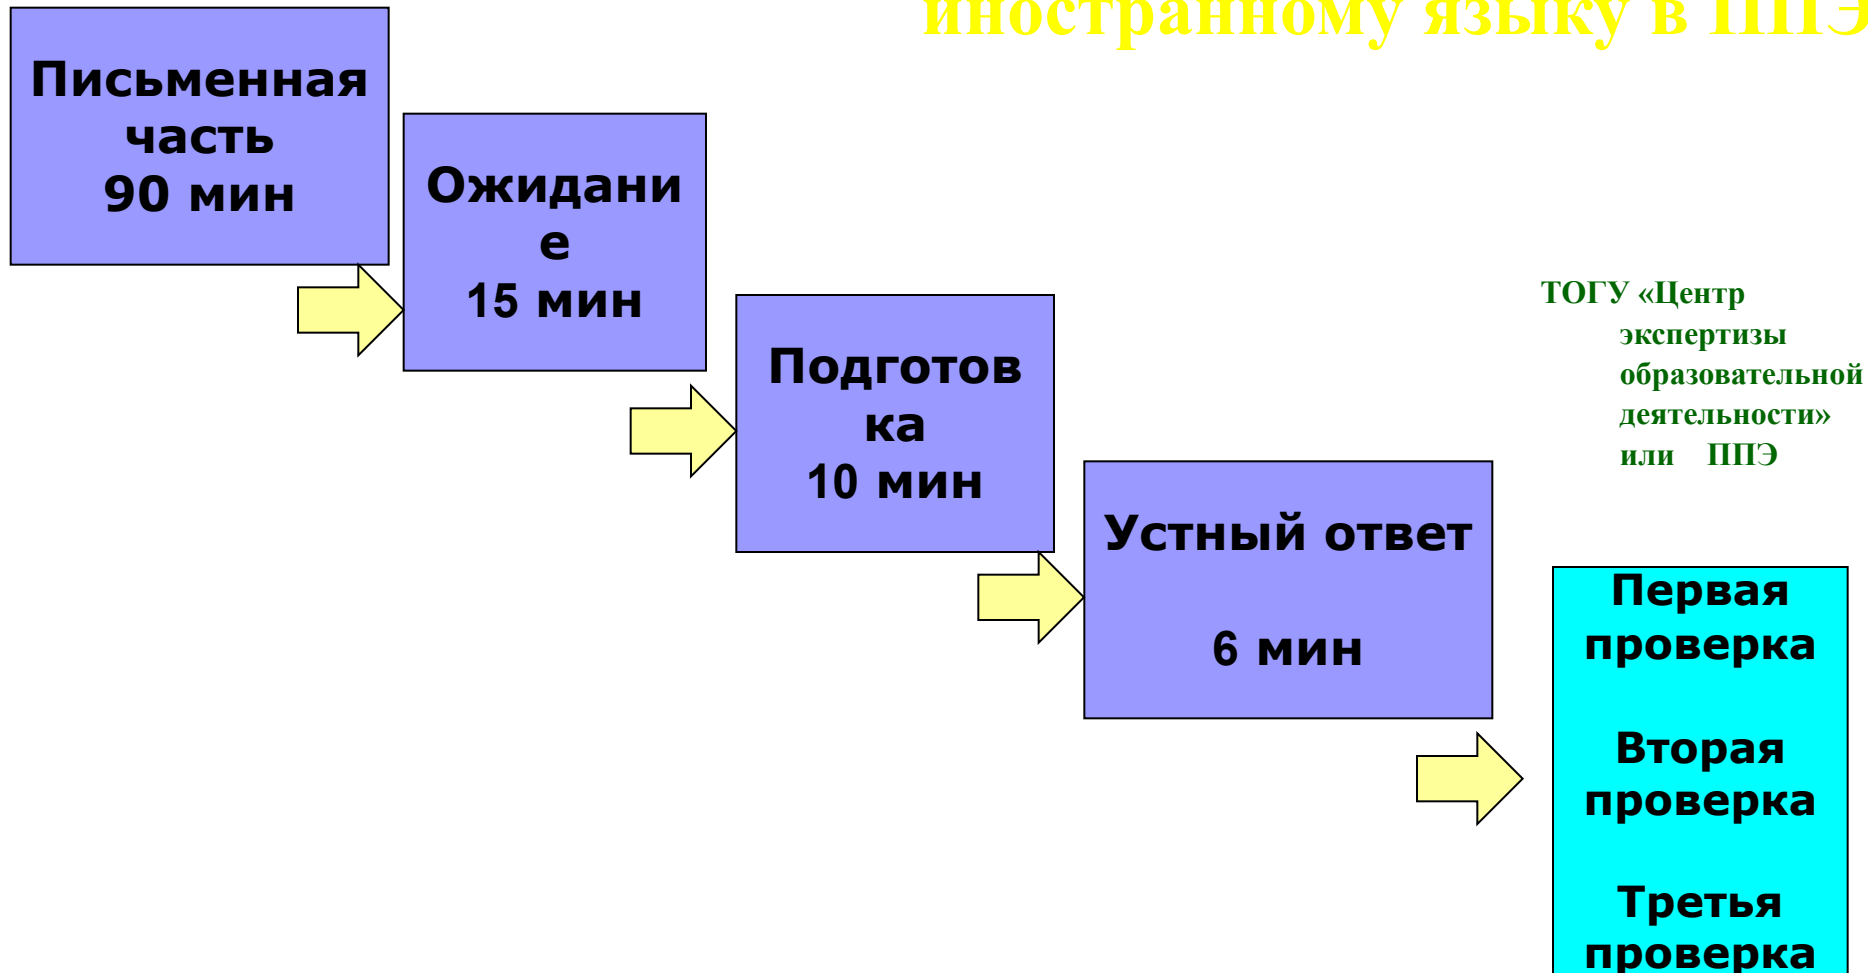 иностранному языку в ППЭ
Письменная
часть
90 мин
Ожидани
е
15 мин
Подготов
ка
10 мин
Устный ответ
6 мин
ТОГУ «Центр
экспертизы
образовательной
деятельности»
или ППЭ
Первая
проверка
Вторая
проверка
Третья
проверка